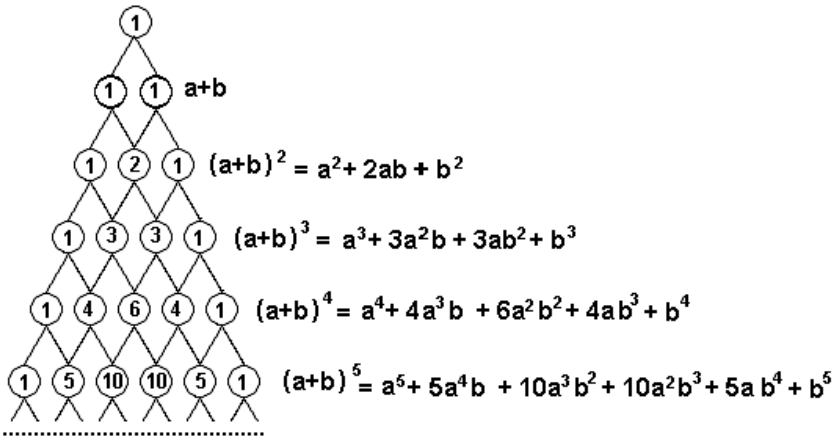 1
1 1 a+b
1 2 1 (a+b)² = a²+ 2ab + b²
1 3 3 1 (a+b)³ = a³+ 3a²b + 3ab²+ b³
1 4 6 4 1 (a+b)⁴ = a⁴+ 4a³b + 6a²b²+ 4ab³ + b⁴
1 5 10 10 5 1 (a+b)⁵ = a⁵+ 5a⁴b + 10a³b² + 10a²b³ + 5ab⁴ + b⁵